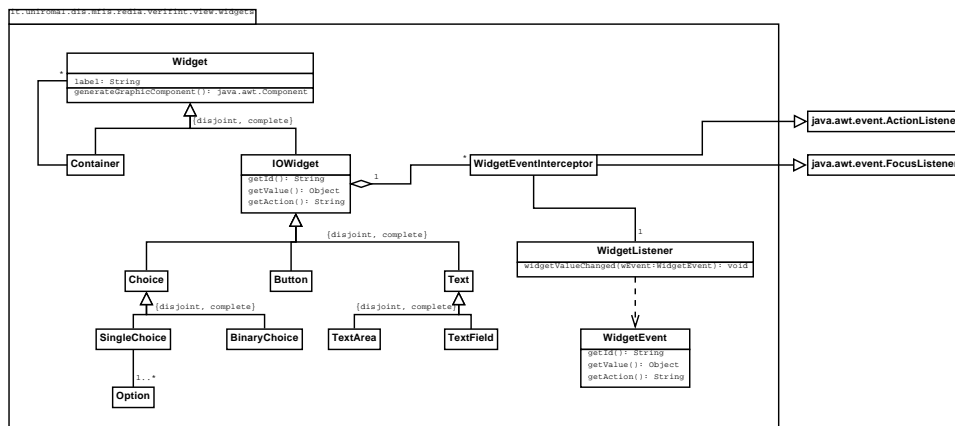 it.uniroma1.dis.mfis.redia.verifint.view.widgets
Widget
label: String
generateGraphicComponent(): java.awt.Component
*
{disjoint, complete}
Container
IOWidget
getId(): String
getValue(): Object
getAction(): String
1
*
WidgetEventInterceptor
java.awt.event.ActionListene
java.awt.event.FocusListene
{disjoint, complete}
1
WidgetListener
widgetValueChanged(wEvent:WidgetEvent): void
Choice
Button
Text
{disjoint, complete}
{disjoint, complete}
SingleChoice
BinaryChoice
TextArea
TextField
WidgetEvent
getId(): String
getValue(): Object
getAction(): String
1..*
Option